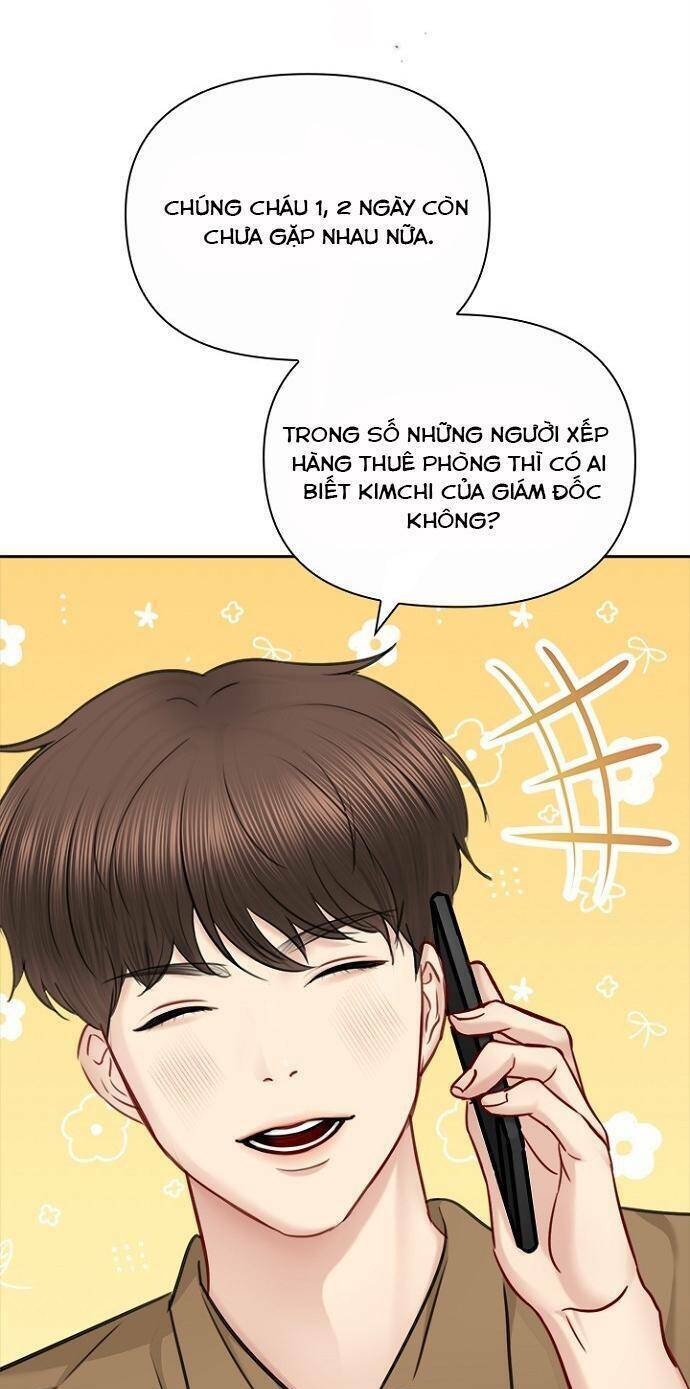 CHÚNG CHÁU 1, 2 NGÀY CÒN
CHƯA GẶP NHAU NỮA.
TRONG SỐ NHỮNG NGƯỜI XẾP
HÀNG THUÊ PHÒNG THÌ CÓ AI
BIẾT KIMCHI CỦA GIÁM ĐỐC
KHÔNG?